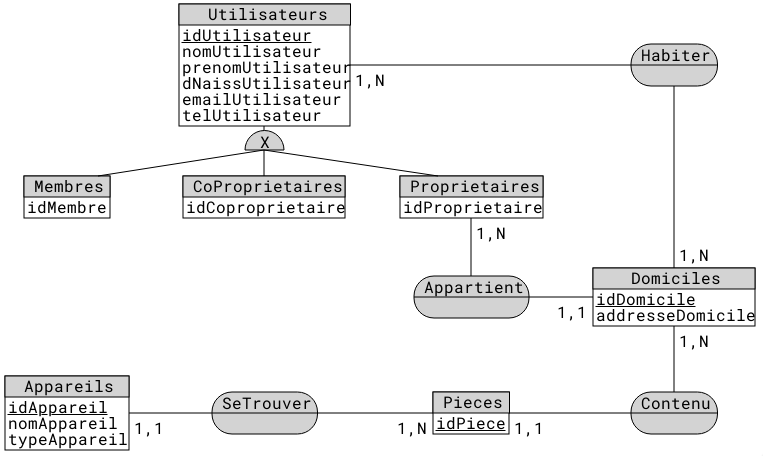 Utilisateurs
idUtilisateur
nomUtilisateur
prenomUtilisateur
dNaissUtilisateur
emailUtilisateur
telUtilisateur
1,N
Habiter
X
Membres
idMembre
CoProprietaires
idCoproprietaire
Proprietaires
idProprietaire
1,N
1,N
Appartient
1,1
Domiciles
idDomicile
addresseDomicile
1,N
Appareils
idAppareil
nomAppareil
typeAppareil
1,1
SeTrouver
1,N
Pieces
idPiece
1,1
Contenu